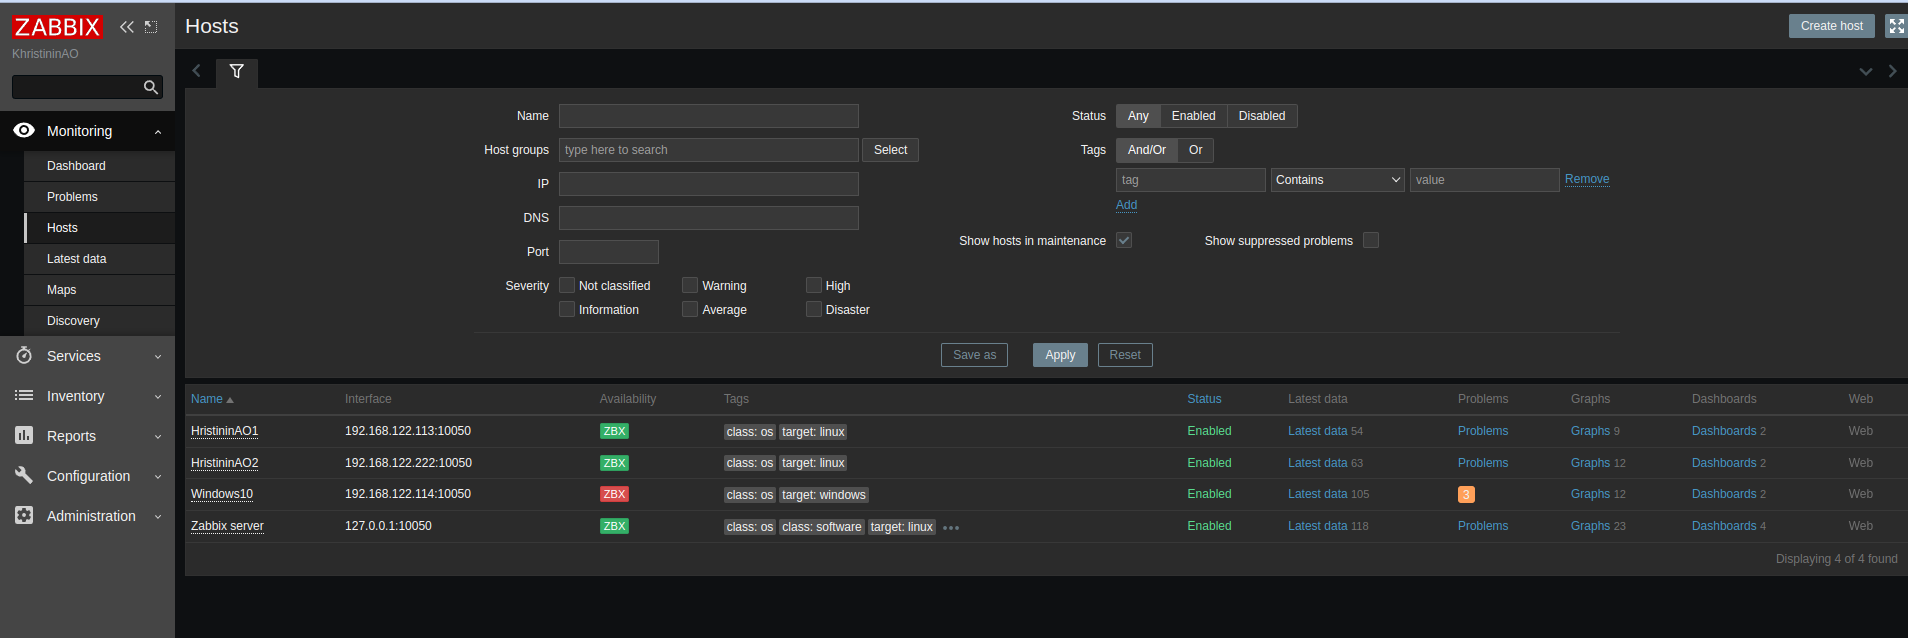 ZABBIX
KhristininAO
Monitoring
Dashboard
Problems
Hosts
Latest data
Maps
Discovery
Services
Inventory
Reports
Configuration
Administration
Hosts
Create host
Name
Host groups type here to search Select
IP
DNS
Port
Severity Not classified Warning High
Information Average Disaster
Status Any Enabled Disabled
Tags And/Or Or
tag Contains value Remove
Add
Show hosts in maintenance Show suppressed problems
Save as Apply Reset
Name Interface Availability Tags Status Latest data Problems Graphs Dashboards Web
HristininAO1 192.168.122.113:10050 ZBX class: os target: linux Enabled Latest data 54 Problems Graphs 9 Dashboards 2 Web
HristininAO2 192.168.122.222:10050 ZBX class: os target: linux Enabled Latest data 63 Problems Graphs 12 Dashboards 2 Web
Windows10 192.168.122.114:10050 ZBX class: os target: windows Enabled Latest data 105 3 Graphs 12 Dashboards 2 Web
Zabbix server 127.0.0.1:10050 ZBX class: os class: software target: linux ••• Enabled Latest data 118 Problems Graphs 23 Dashboards 4 Web
Displaying 4 of 4 found